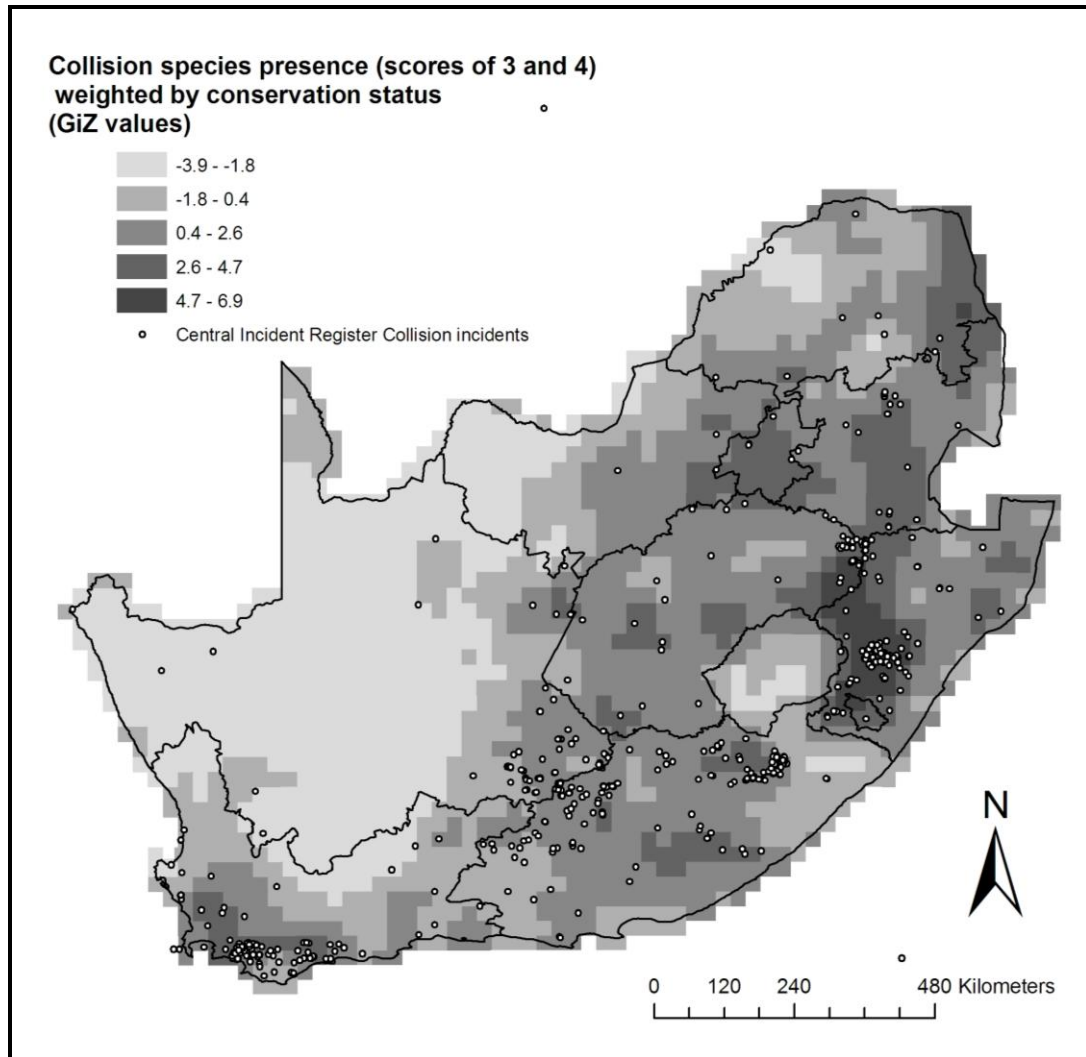 Collision species presence (scores of 3 and 4)
weighted by conservation status
(GiZ values)
-3.9 - -1.8
-1.8 - 0.4
0.4 - 2.6
2.6 - 4.7
4.7 - 6.9
Central Incident Register Collision incidents
N
0 120 240 480 Kilometers